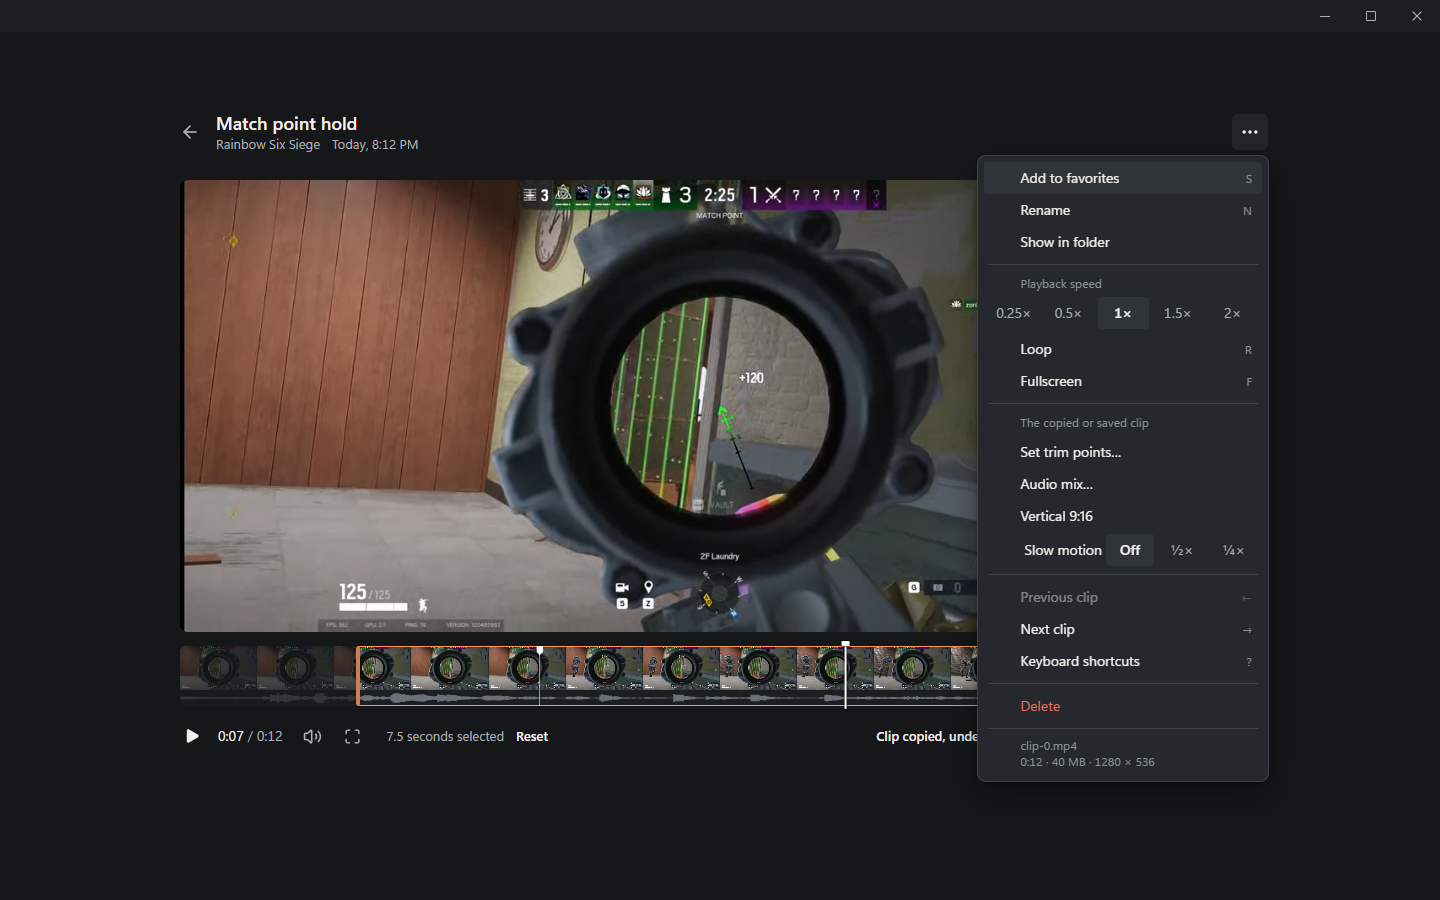 Match point hold
Rainbow Six Siege Today, 8:12 PM
3 3 2:25 1 ? ? ? ? ?
MATCH POINT
+120
VAULT
2F Laundry
125 / 125
5 Z
G 0
0:07 / 0:12 7.5 seconds selected Reset
Clip copied, unde
Add to favorites S
Rename N
Show in folder
Playback speed
0.25× 0.5× 1× 1.5× 2×
Loop R
Fullscreen F
The copied or saved clip
Set trim points...
Audio mix...
Vertical 9:16
Slow motion Off ½× ¼×
Previous clip ←
Next clip →
Keyboard shortcuts ?
Delete
clip-0.mp4
0:12 · 40 MB · 1280 × 536